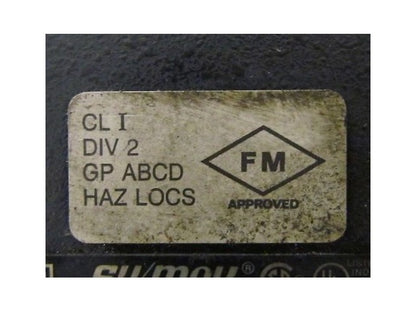 CL I
DIV 2
GP ABCD
HAZ LOCS
FM
APPROVED